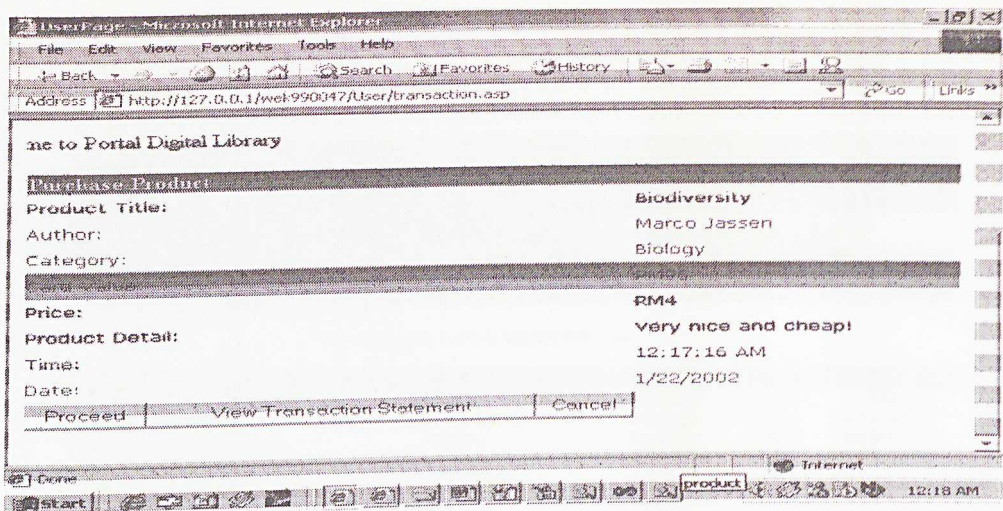 UserPage - Microsoft Internet Explorer
File Edit View Favorites Tools Help
Back Search Favorites History
Address http://127.0.0.1/wek990047/User/transaction.asp Go Links »
me to Portal Digital Library
Purchase Product
Product Title: Biodiversity
Author: Marco Jassen
Category: Biology
Card Value:
Price: RM4
Product Detail: Very nice and cheap!
Time: 12:17:16 AM
Date: 1/22/2002
Proceed View Transaction Statement Cancel
Done Internet
Start product 12:18 AM